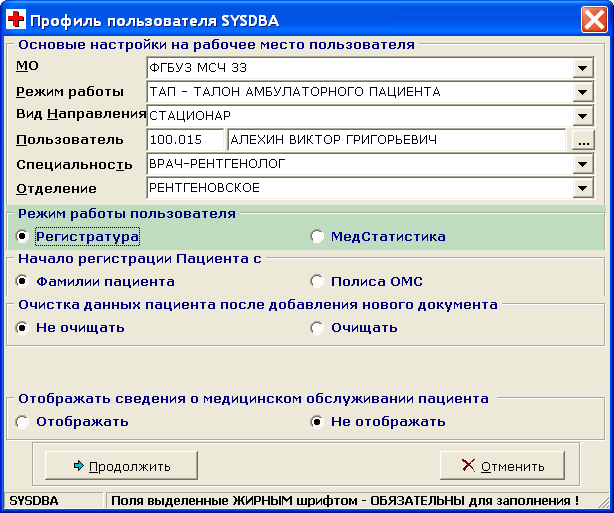 Профиль пользователя SYSDBA
Основые настройки на рабочее место пользователя
МО ФГБУЗ МСЧ 33
Режим работы ТАП - ТАЛОН АМБУЛАТОРНОГО ПАЦИЕНТА
Вид Направления СТАЦИОНАР
Пользователь 100.015 АЛЕХИН ВИКТОР ГРИГОРЬЕВИЧ ...
Специальность ВРАЧ-РЕНТГЕНОЛОГ
Отделение РЕНТГЕНОВСКОЕ
Режим работы пользователя
Регистратура МедСтатистика
Начало регистрации Пациента с
Фамилии пациента Полиса ОМС
Очистка данных пациента после добавления нового документа
Не очищать Очищать
Отображать сведения о медицинском обслуживании пациента
Отображать Не отображать
Продолжить Отменить
SYSDBA Поля выделенные ЖИРНЫМ шрифтом - ОБЯЗАТЕЛЬНЫ для заполнения !